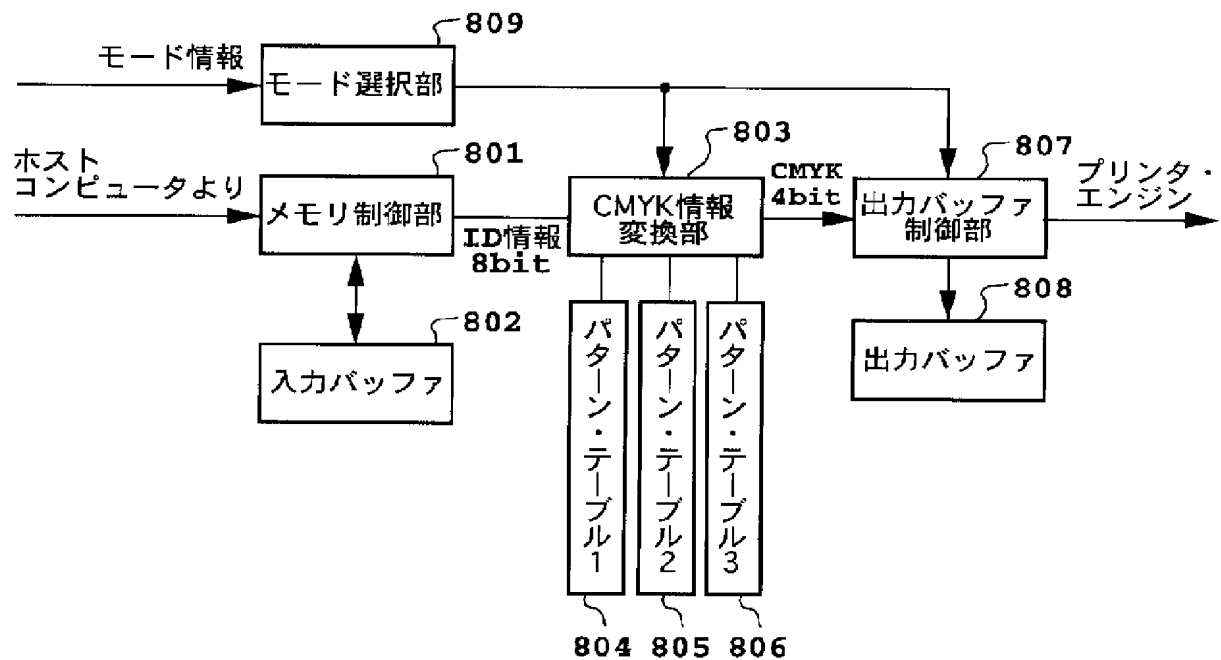 809
モード情報
モード選択部
803
801
ホスト
コンピュータより
メモリ制御部
ID情報
8bit
CMYK情報
変換部
CMYK
4bit
807
出力バッファ
制御部
プリンタ・
エンジン
802
入力バッファ
808
出力バッファ
パターン・テーブル1
パターン・テーブル2
パターン・テーブル3
804
805
806